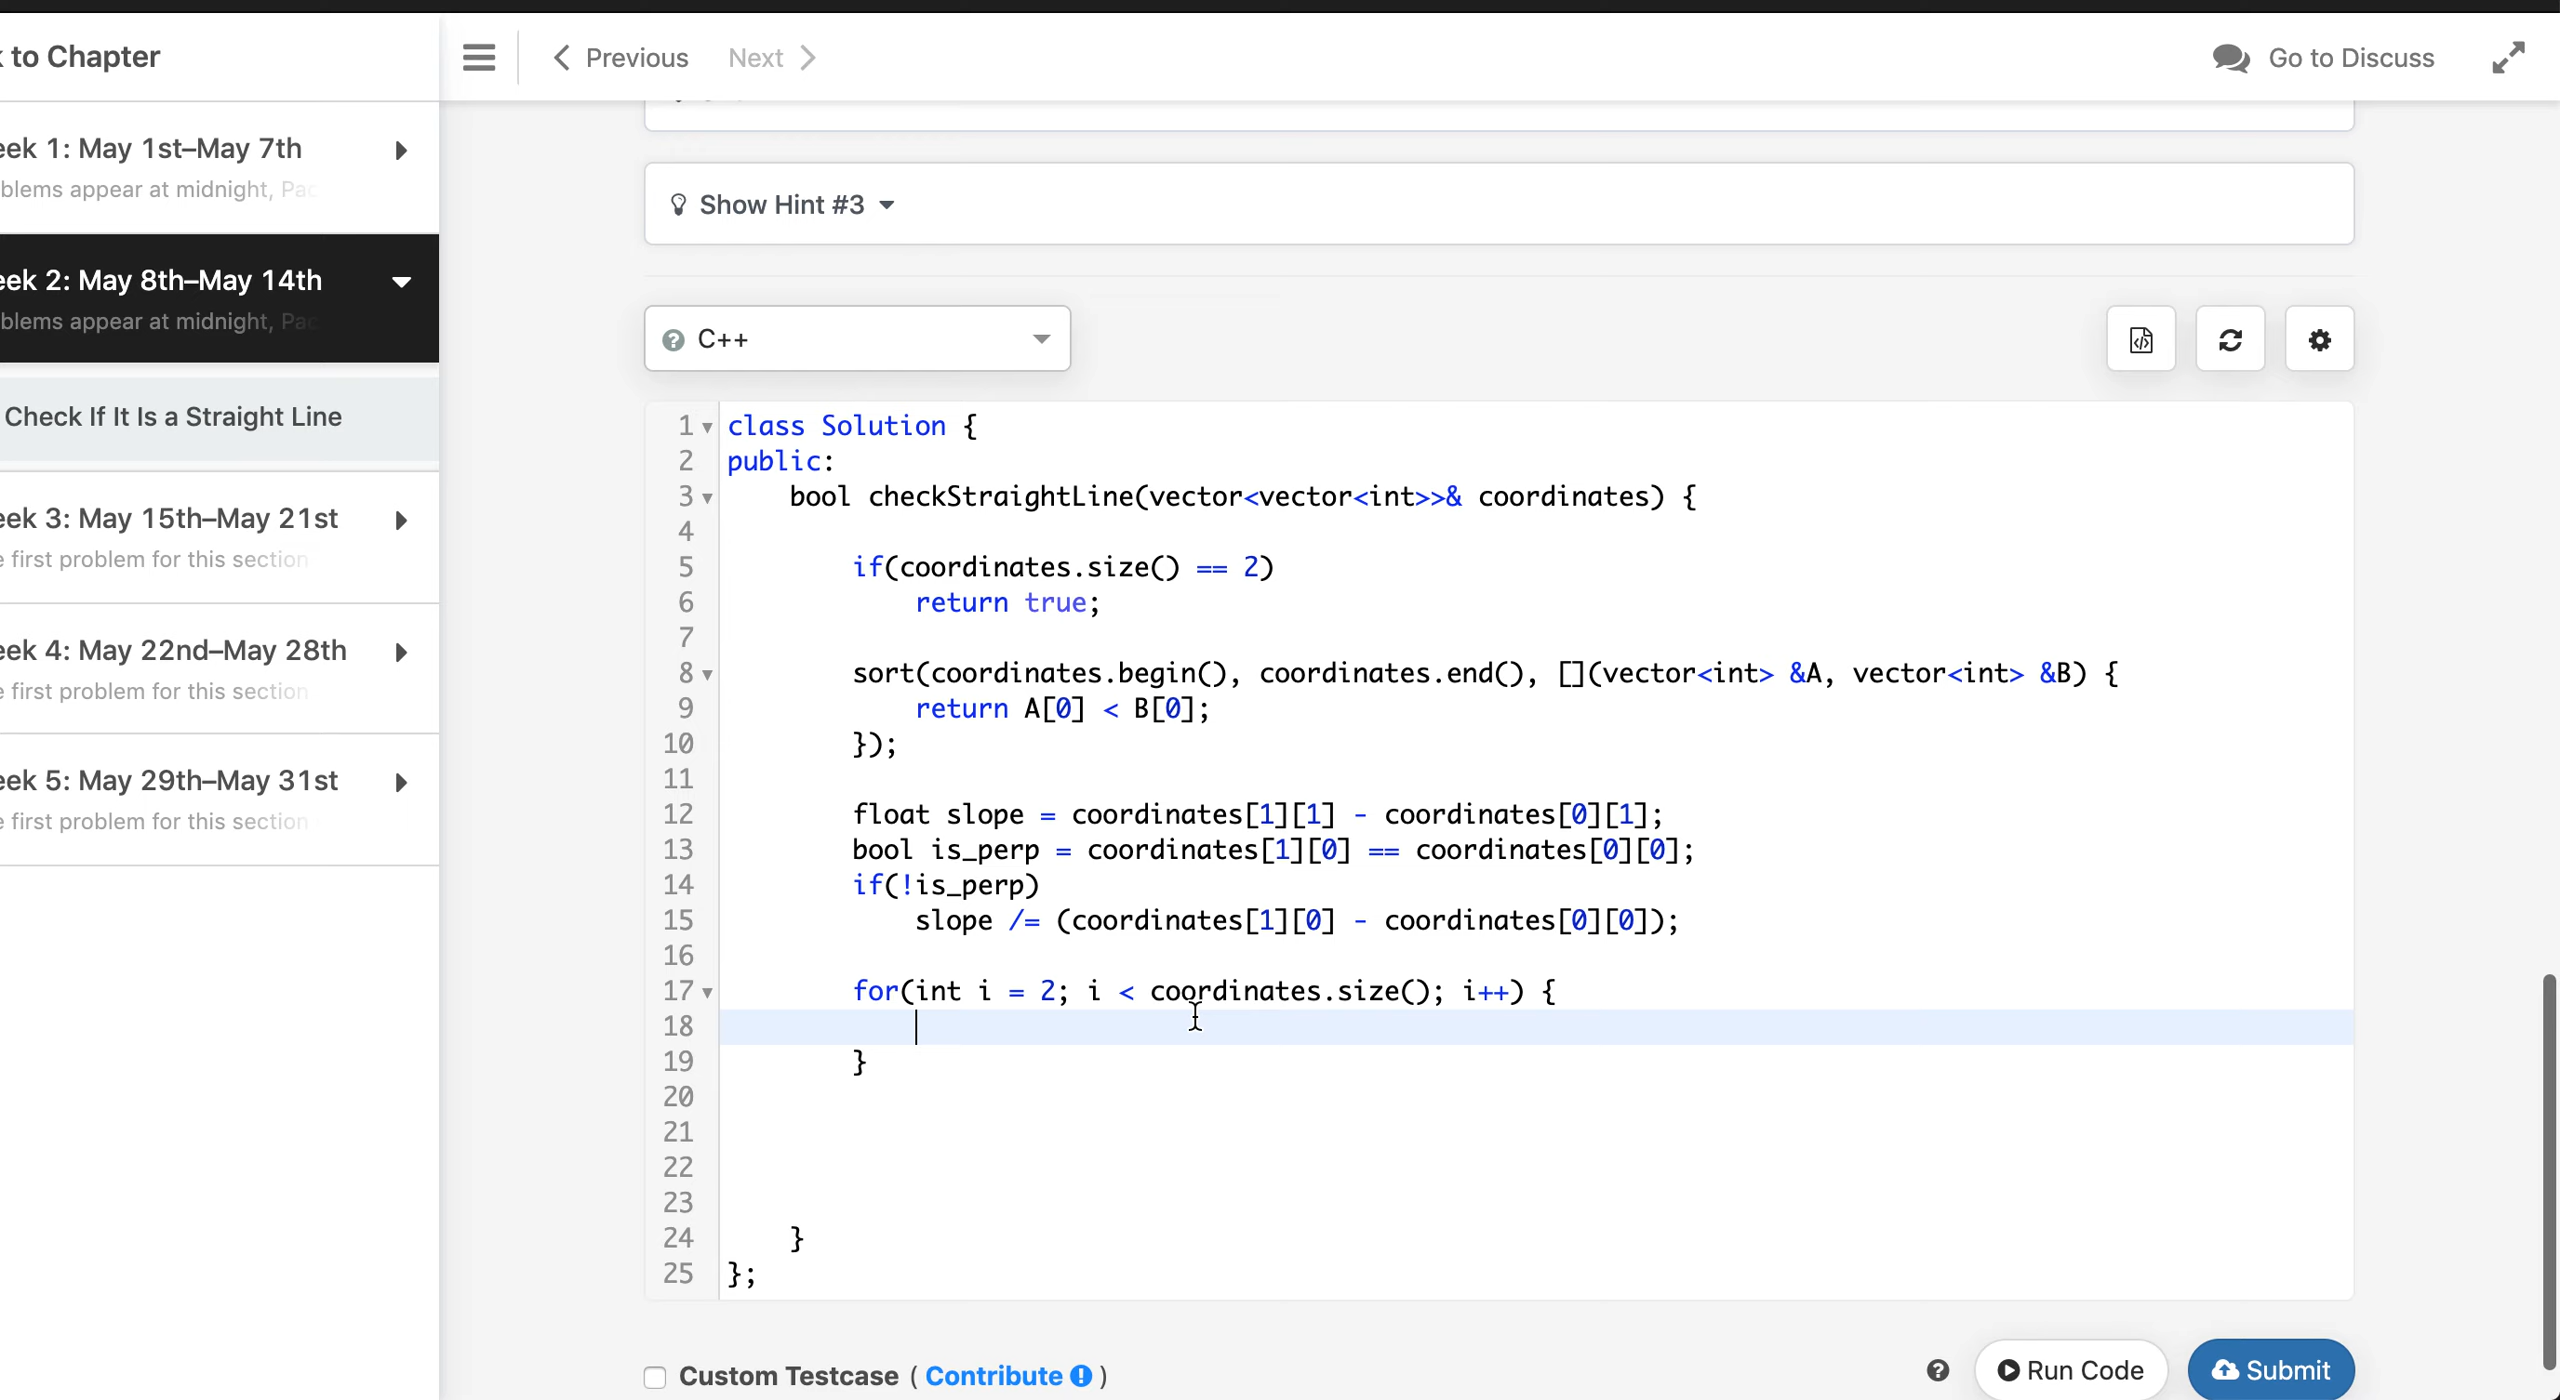 to Chapter
Previous
Next
Go to Discuss
eek 1: May 1st–May 7th
blems appear at midnight, Pac
eek 2: May 8th–May 14th
blems appear at midnight, Pac
Check If It Is a Straight Line
eek 3: May 15th–May 21st
e first problem for this section
eek 4: May 22nd–May 28th
e first problem for this section
eek 5: May 29th–May 31st
e first problem for this section
Show Hint #3
? C++
1 class Solution {
2 public:
3 bool checkStraightLine(vector<vector<int>>& coordinates) {
4
5 if(coordinates.size() == 2)
6 return true;
7
8 sort(coordinates.begin(), coordinates.end(), [](vector<int> &A, vector<int> &B) {
9 return A[0] < B[0];
10 });
11
12 float slope = coordinates[1][1] - coordinates[0][1];
13 bool is_perp = coordinates[1][0] == coordinates[0][0];
14 if(!is_perp)
15 slope /= (coordinates[1][0] - coordinates[0][0]);
16
17 for(int i = 2; i < coordinates.size(); i++) {
18
19 }
20
21
22
23
24 }
25 };
Custom Testcase ( Contribute ! )
? Run Code
Submit